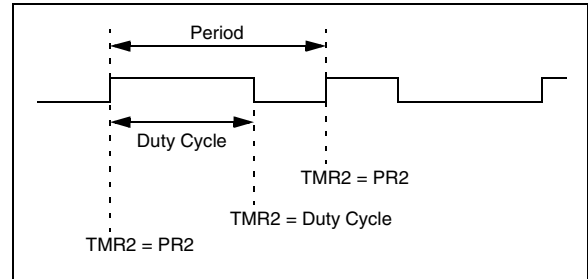 Period
Duty Cycle
TMR2 = PR2
TMR2 = Duty Cycle
TMR2 = PR2